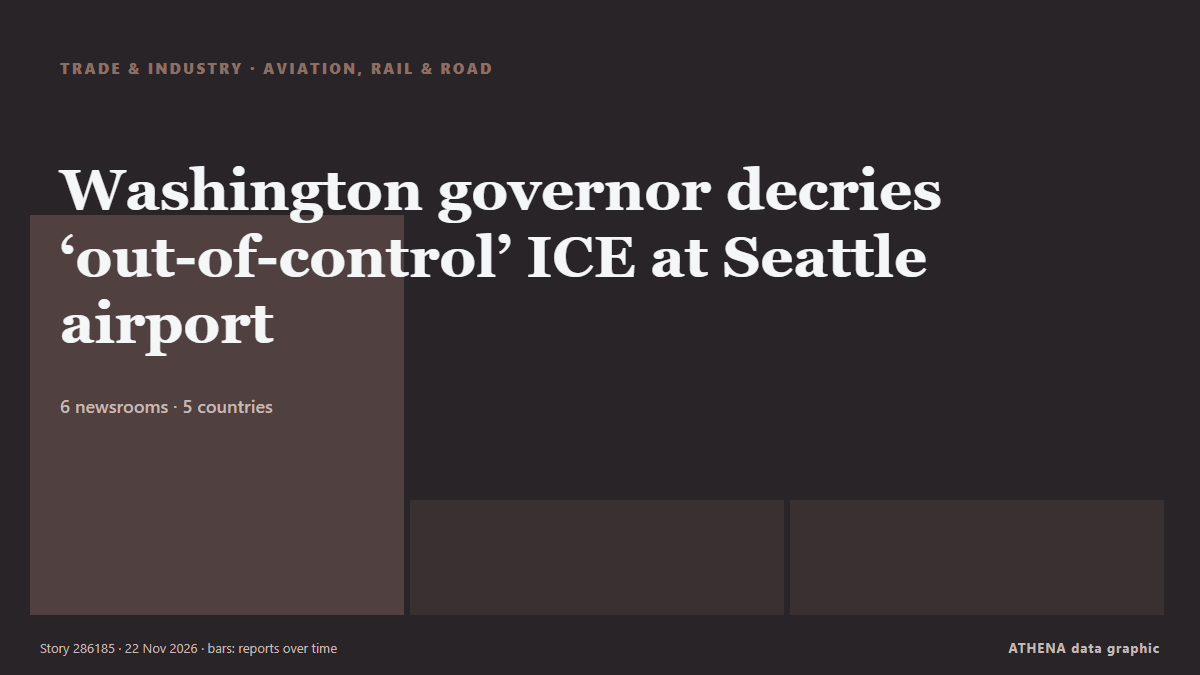 TRADE & INDUSTRY · AVIATION, RAIL & ROAD
Washington governor decries
‘out-of-control’ ICE at Seattle
airport
6 newsrooms · 5 countries
Story 286185 · 22 Nov 2026 · bars: reports over time
ATHENA data graphic